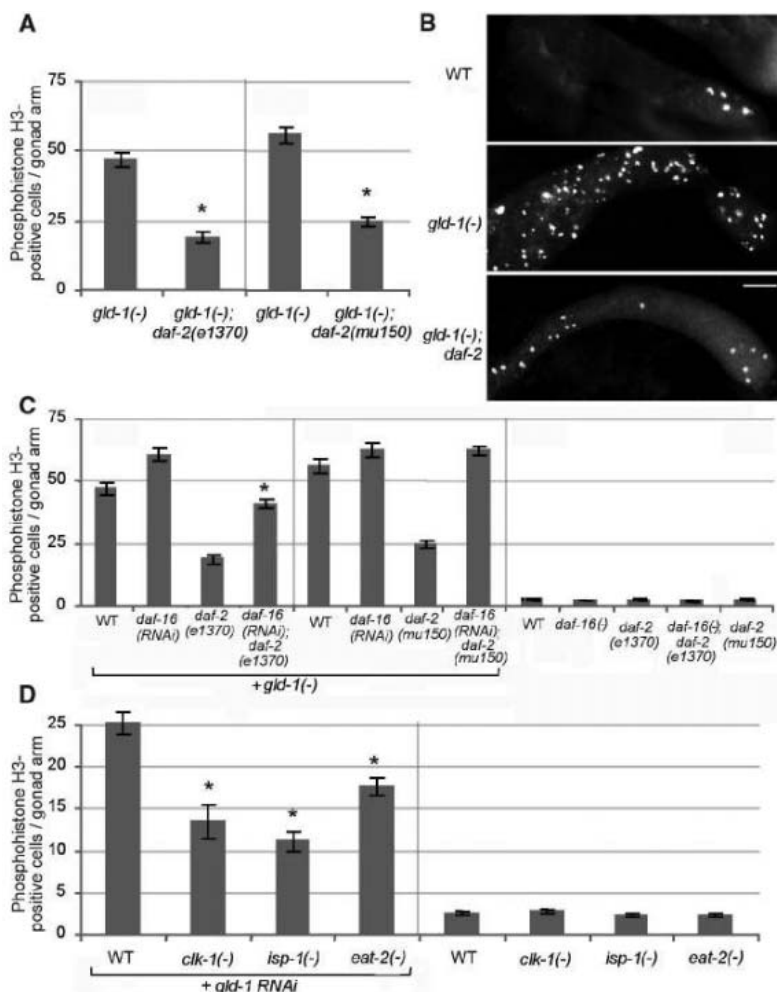 A
Phosphohistone H3-
positive cells / gonad arm
75
50
25
0
gld-1(-)
gld-1(-);
daf-2(e1370)
gld-1(-)
gld-1(-);
daf-2(mu150)
*
*
B
WT
gld-1(-)
gld-1(-);
daf-2
C
Phosphohistone H3-
positive cells / gonad arm
75
50
25
0
*
WT
daf-16
(RNAi)
daf-2
(e1370)
daf-16
(RNAi);
daf-2
(e1370)
WT
daf-16
(RNAi)
daf-2
(mu150)
daf-16
(RNAi);
daf-2
(mu150)
WT
daf-16(-)
daf-2
(e1370)
daf-16(-);
daf-2
(e1370)
daf-2
(mu150)
+gld-1(-)
D
Phosphohistone H3-
positive cells / gonad arm
25
20
15
10
5
0
*
*
*
WT
clk-1(-)
isp-1(-)
eat-2(-)
WT
clk-1(-)
isp-1(-)
eat-2(-)
+ gld-1 RNAi